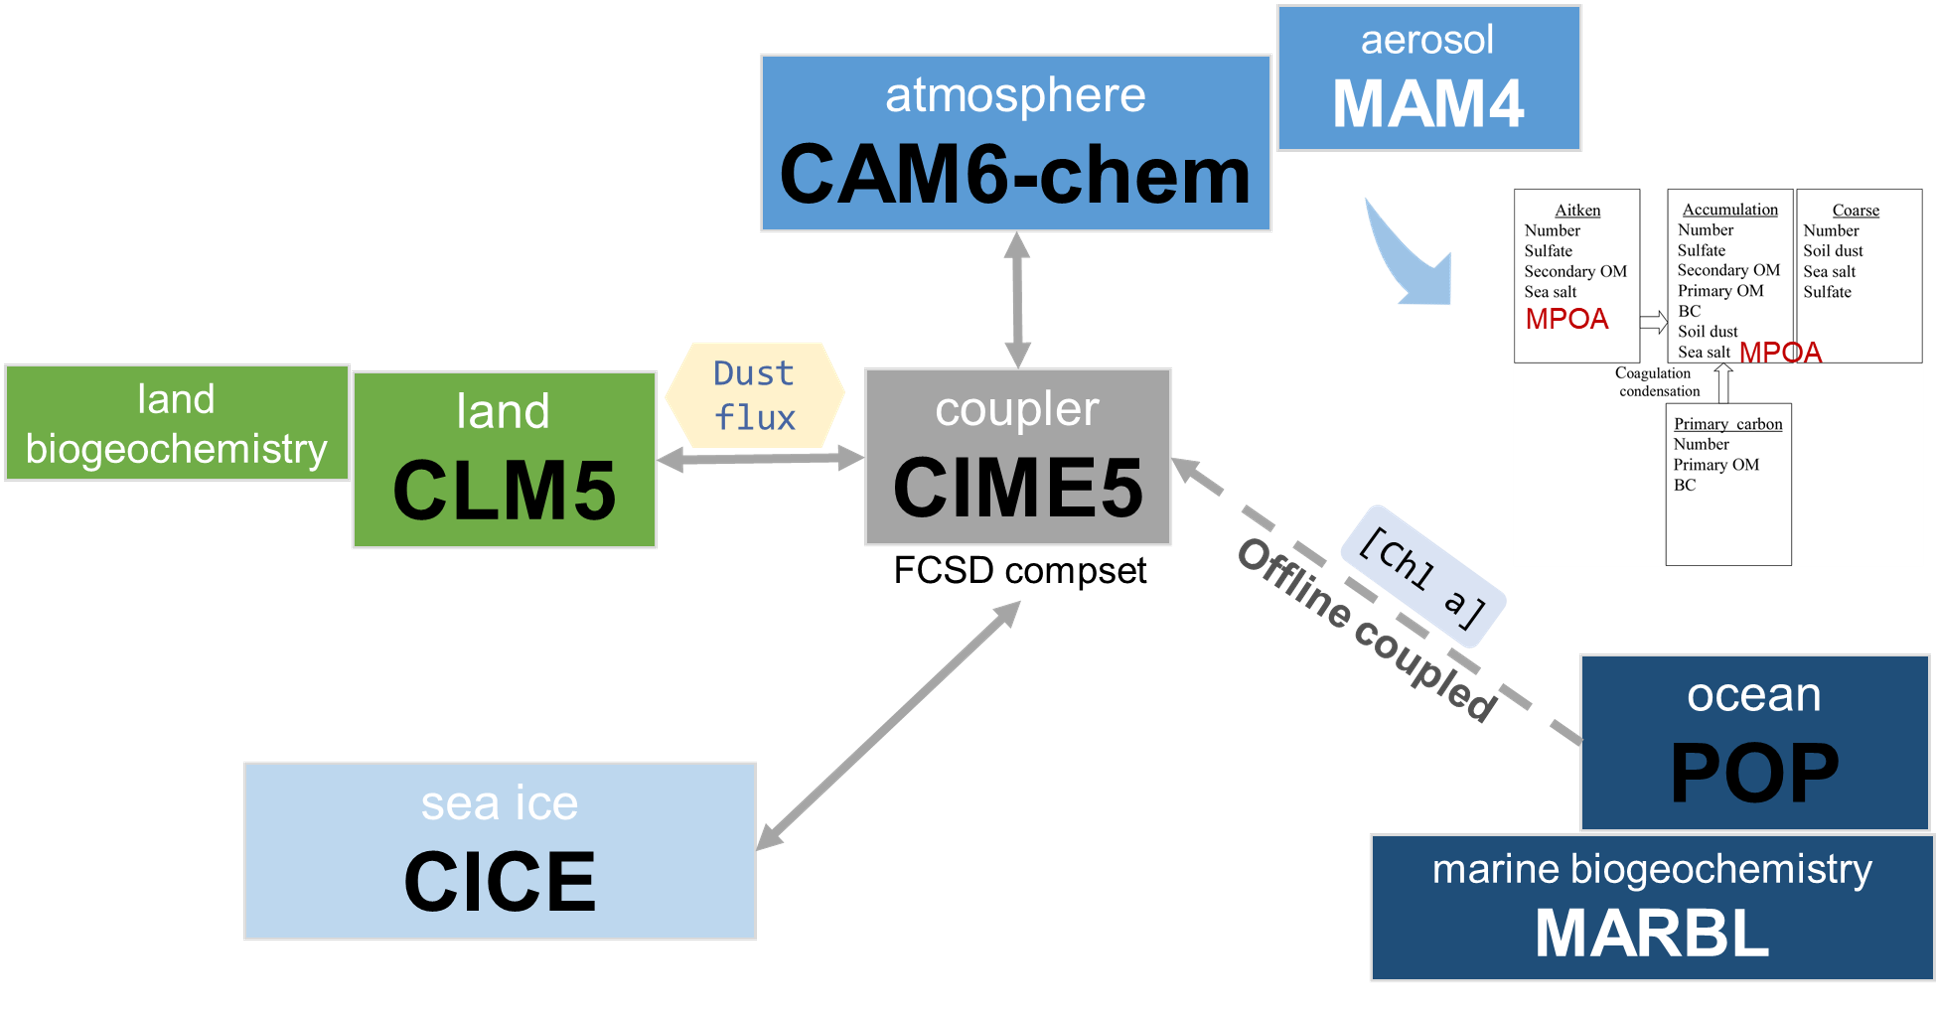 aerosol
MAM4
atmosphere
CAM6-chem
Aitken
Number
Sulfate
Secondary OM
Sea salt
MPOA
Accumulation
Number
Sulfate
Secondary OM
Primary OM
BC
Soil dust
Sea salt
MPOA
Coarse
Number
Soil dust
Sea salt
Sulfate
Coagulation
condensation
Primary carbon
Number
Primary OM
BC
land
biogeochemistry
land
CLM5
Dust
flux
coupler
CIME5
FCSD compset
[Chl a]
Offline coupled
ocean
POP
marine biogeochemistry
MARBL
sea ice
CICE